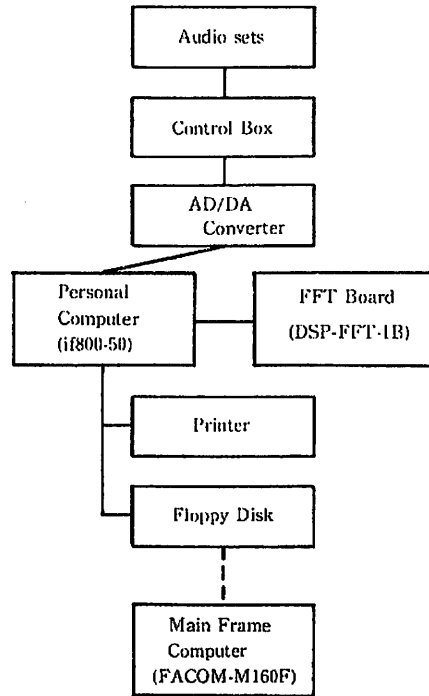 Audio sets
Control Box
AD/DA
Converter
Personal
Computer
(if800-50)
FFT Board
(DSP-FFT-1B)
Printer
Floppy Disk
Main Frame
Computer
(FACOM-M160F)